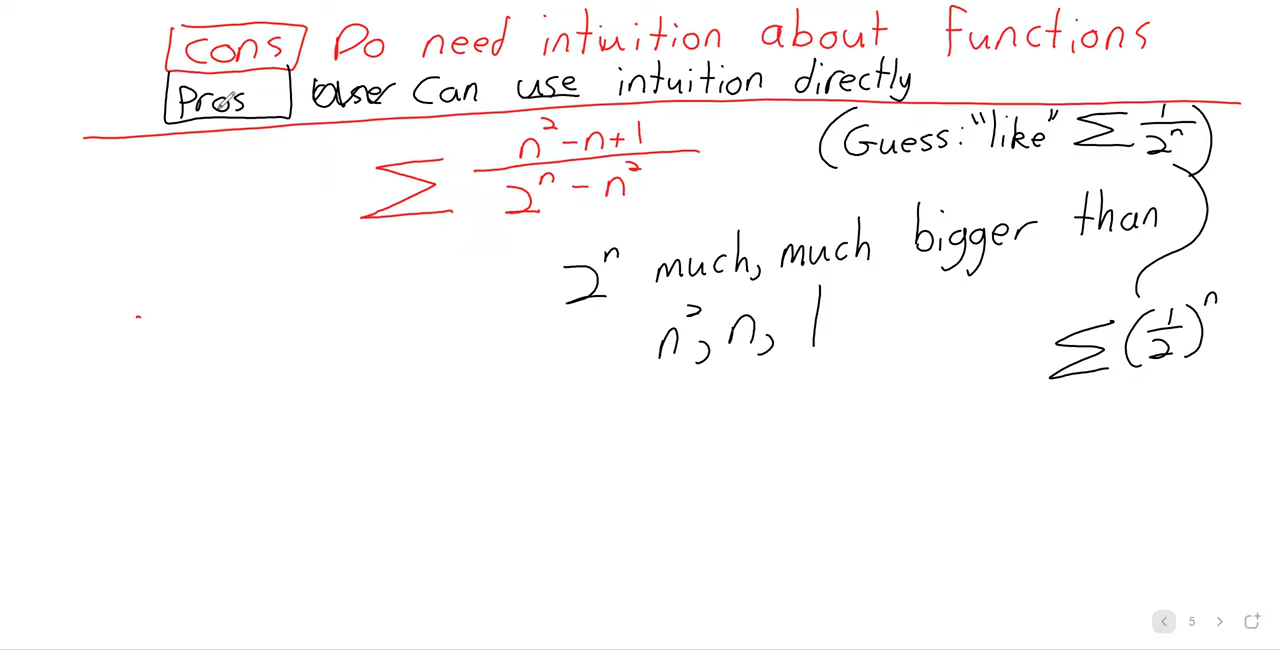 Cons Do need intuition about functions
Pros Can use intuition directly
∑ (n² - n + 1)/(2ⁿ - n²) (Guess: "like" ∑ 1/2ⁿ)
2ⁿ much, much bigger than
n², n, 1 ∑ (1/2)ⁿ
5